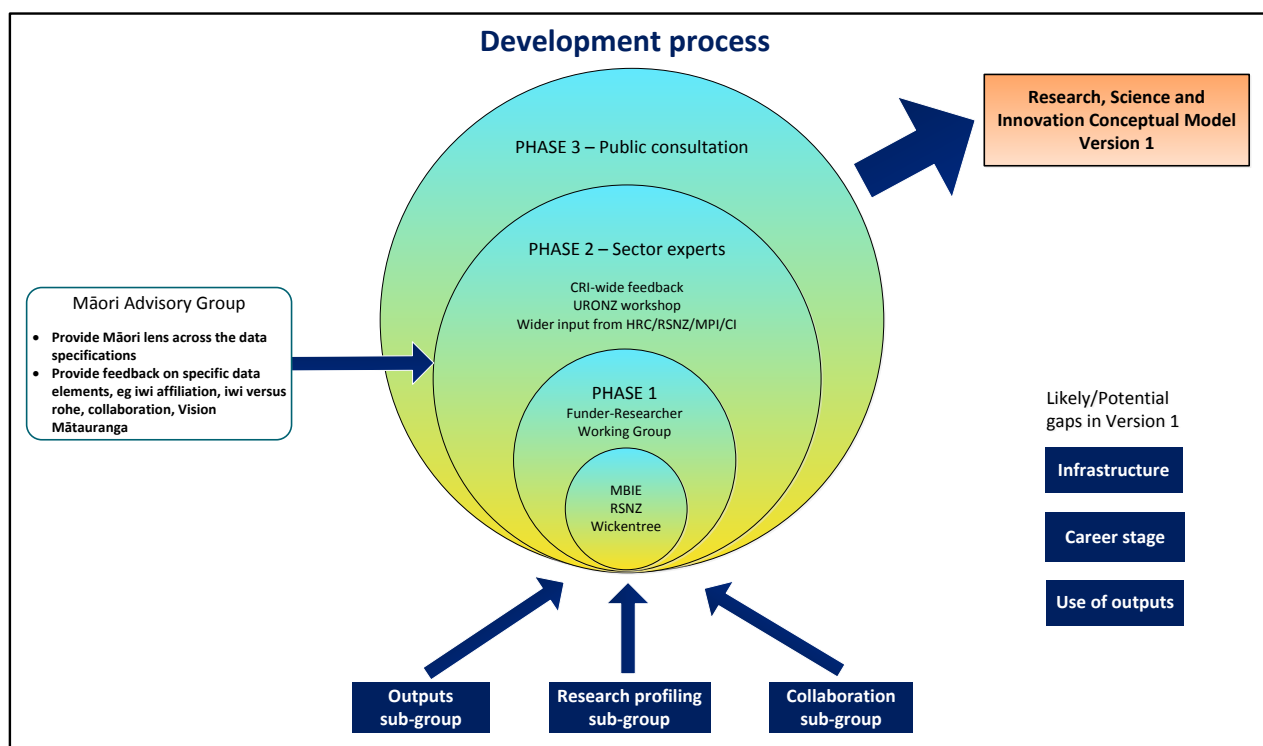 Development process
Research, Science and
Innovation Conceptual Model
Version 1
PHASE 3 – Public consultation
PHASE 2 – Sector experts
CRI-wide feedback
URONZ workshop
Wider input from HRC/RSNZ/MPI/CI
Māori Advisory Group
• Provide Māori lens across the data
specifications
• Provide feedback on specific data
elements, eg iwi affiliation, iwi versus
rohe, collaboration, Vision
Mātauranga
PHASE 1
Funder-Researcher
Working Group
MBIE
RSNZ
Wickentree
Likely/Potential
gaps in Version 1
Infrastructure
Career stage
Use of outputs
Outputs
sub-group
Research profiling
sub-group
Collaboration
sub-group